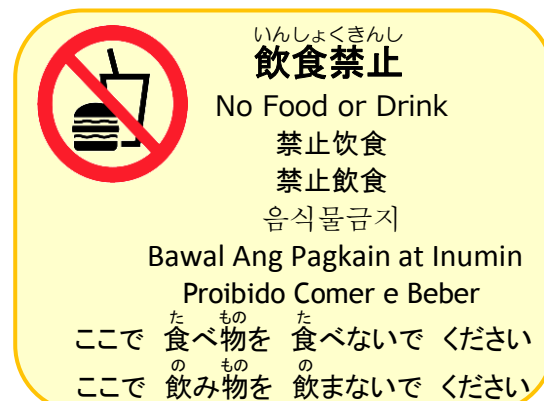 いんしょくきんし
飲食禁止
No Food or Drink
禁止饮食
禁止飲食
음식물금지
Bawal Ang Pagkain at Inumin
Proibido Comer e Beber
た もの た
ここで 食べ物を 食べないで ください
の もの の
ここで 飲み物を 飲まないで ください